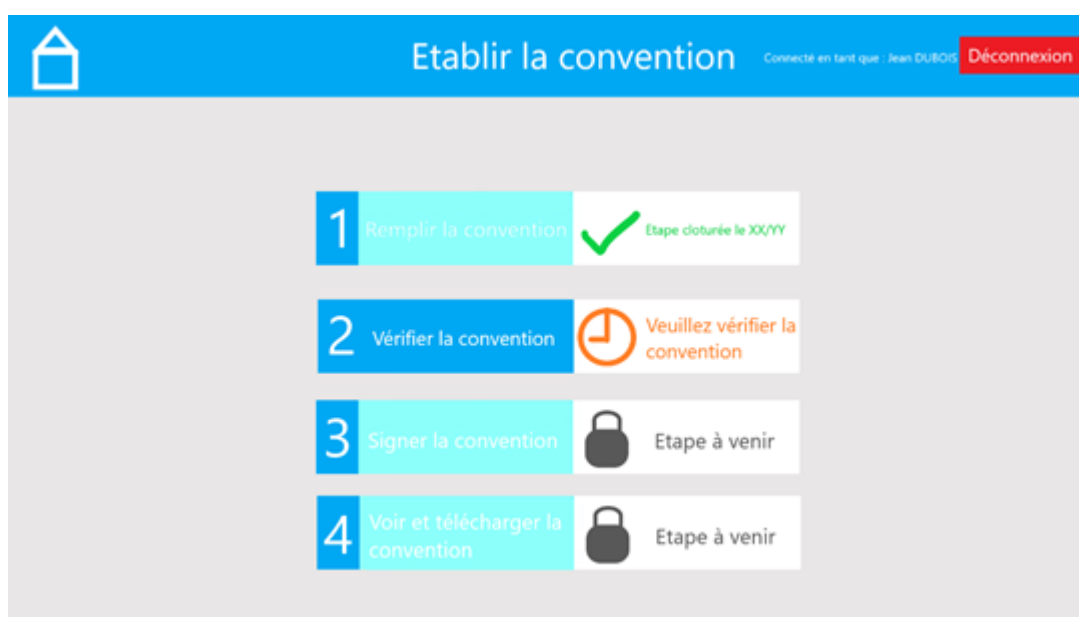 Etablir la convention
Connecté en tant que : Jean DUBOIS
Déconnexion
1
Remplir la convention
Etape cloturée le XX/YY
2
Vérifier la convention
Veuillez vérifier la
convention
3
Signer la convention
Etape à venir
4
Voir et télécharger la
convention
Etape à venir